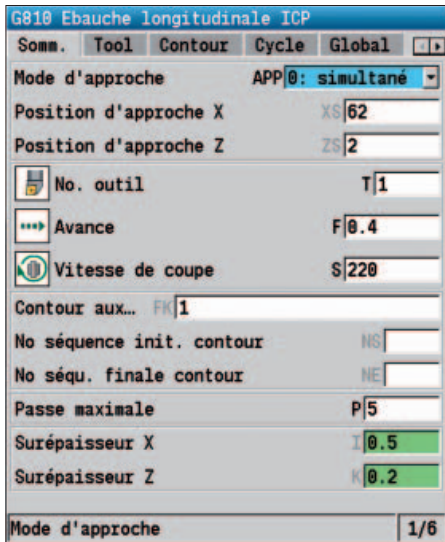 G810 Ebauche longitudinale ICP
Somm. Tool Contour Cycle Global
Mode d'approche APP 0: simultané
Position d'approche X XS 62
Position d'approche Z ZS 2
No. outil T 1
Avance F 0.4
Vitesse de coupe S 220
Contour aux… FK 1
No séquence init. contour NS
No séqu. finale contour NE
Passe maximale P 5
Surépaisseur X I 0.5
Surépaisseur Z K 0.2
Mode d'approche 1/6